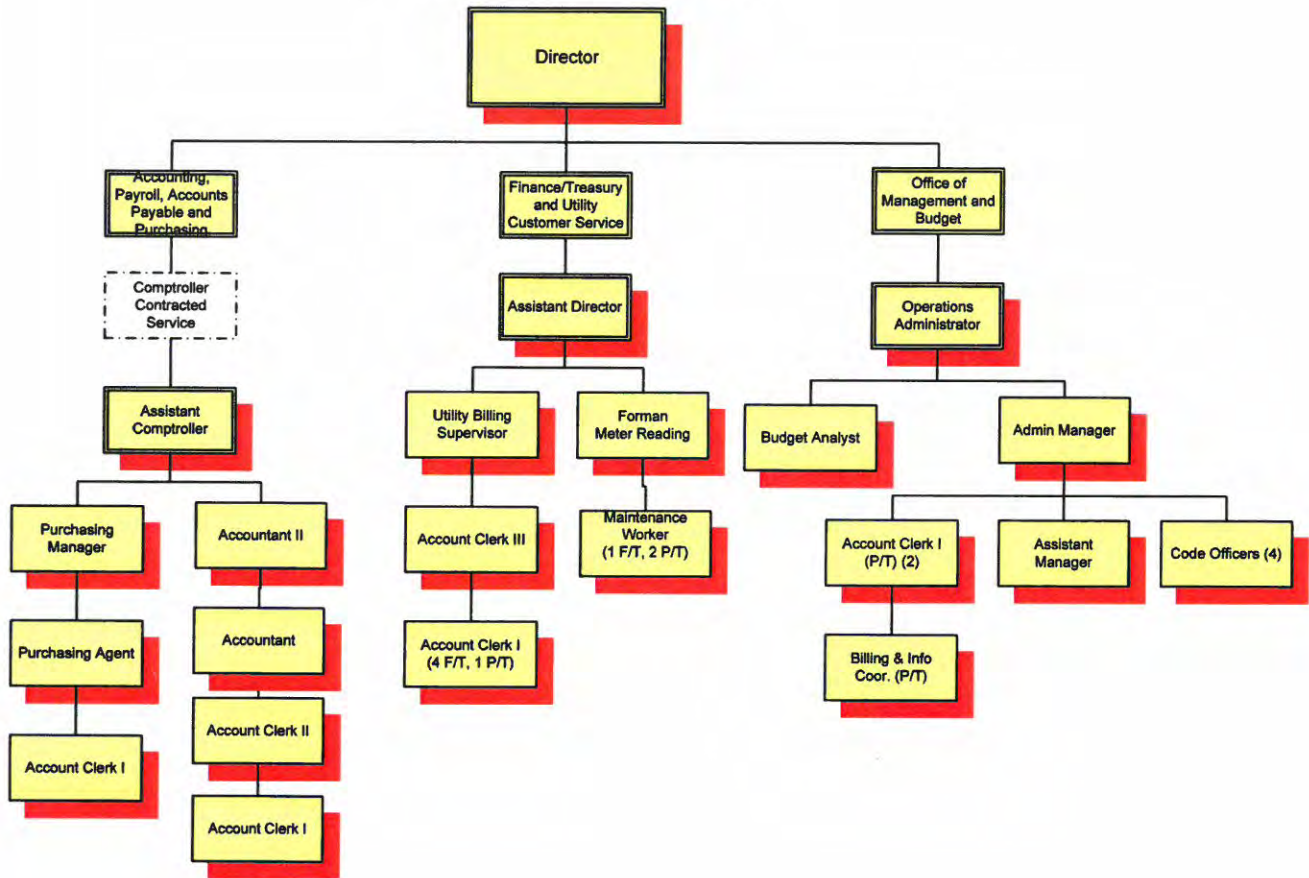 Director
Accounting,
Payroll, Accounts
Payable and
Purchasing
Finance/Treasury
and Utility
Customer Service
Office of
Management and
Budget
Comptroller
Contracted
Service
Assistant Director
Operations
Administrator
Assistant
Comptroller
Utility Billing
Supervisor
Forman
Meter Reading
Budget Analyst
Admin Manager
Purchasing
Manager
Accountant II
Account Clerk III
Maintenance
Worker
(1 F/T, 2 P/T)
Account Clerk I
(P/T) (2)
Assistant
Manager
Code Officers (4)
Purchasing Agent
Accountant
Account Clerk I
(4 F/T, 1 P/T)
Billing & Info
Coor. (P/T)
Account Clerk II
Account Clerk I
Account Clerk I